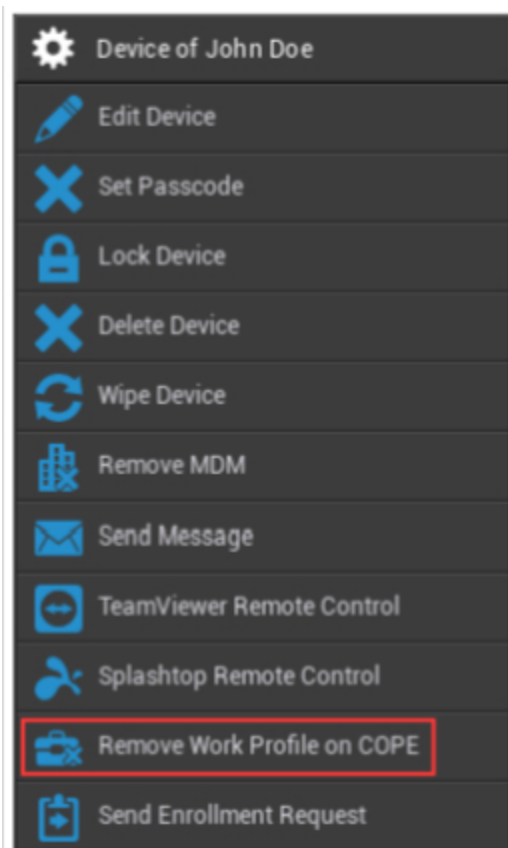 Device of John Doe
Edit Device
Set Passcode
Lock Device
Delete Device
Wipe Device
Remove MDM
Send Message
TeamViewer Remote Control
Splashtop Remote Control
Remove Work Profile on COPE
Send Enrollment Request